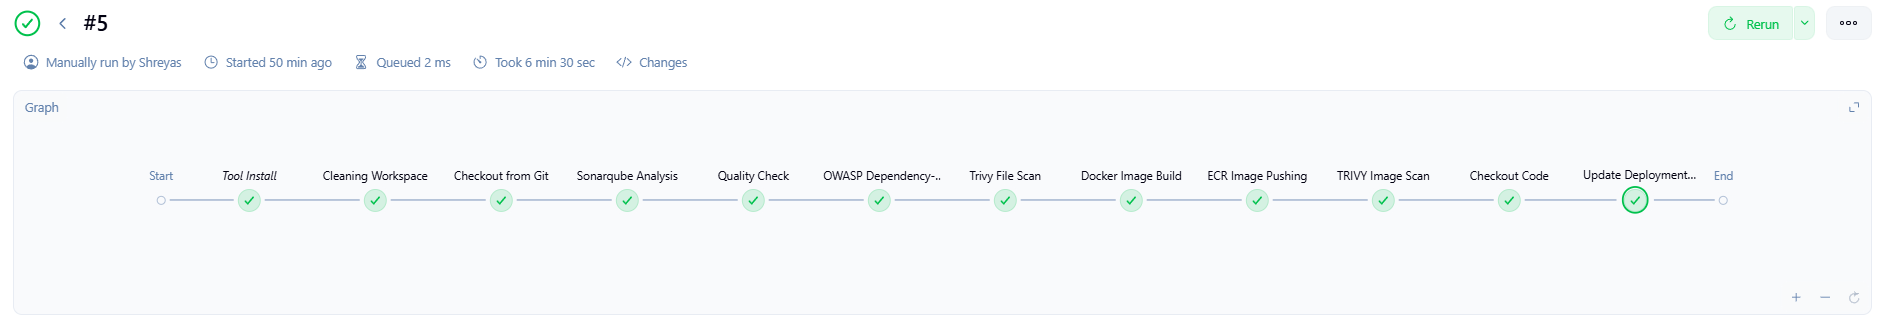 #5
Rerun
Manually run by Shreyas Started 50 min ago Queued 2 ms Took 6 min 30 sec Changes
Graph
Start Tool Install Cleaning Workspace Checkout from Git Sonarqube Analysis Quality Check OWASP Dependency-.. Trivy File Scan Docker Image Build ECR Image Pushing TRIVY Image Scan Checkout Code Update Deployment... End